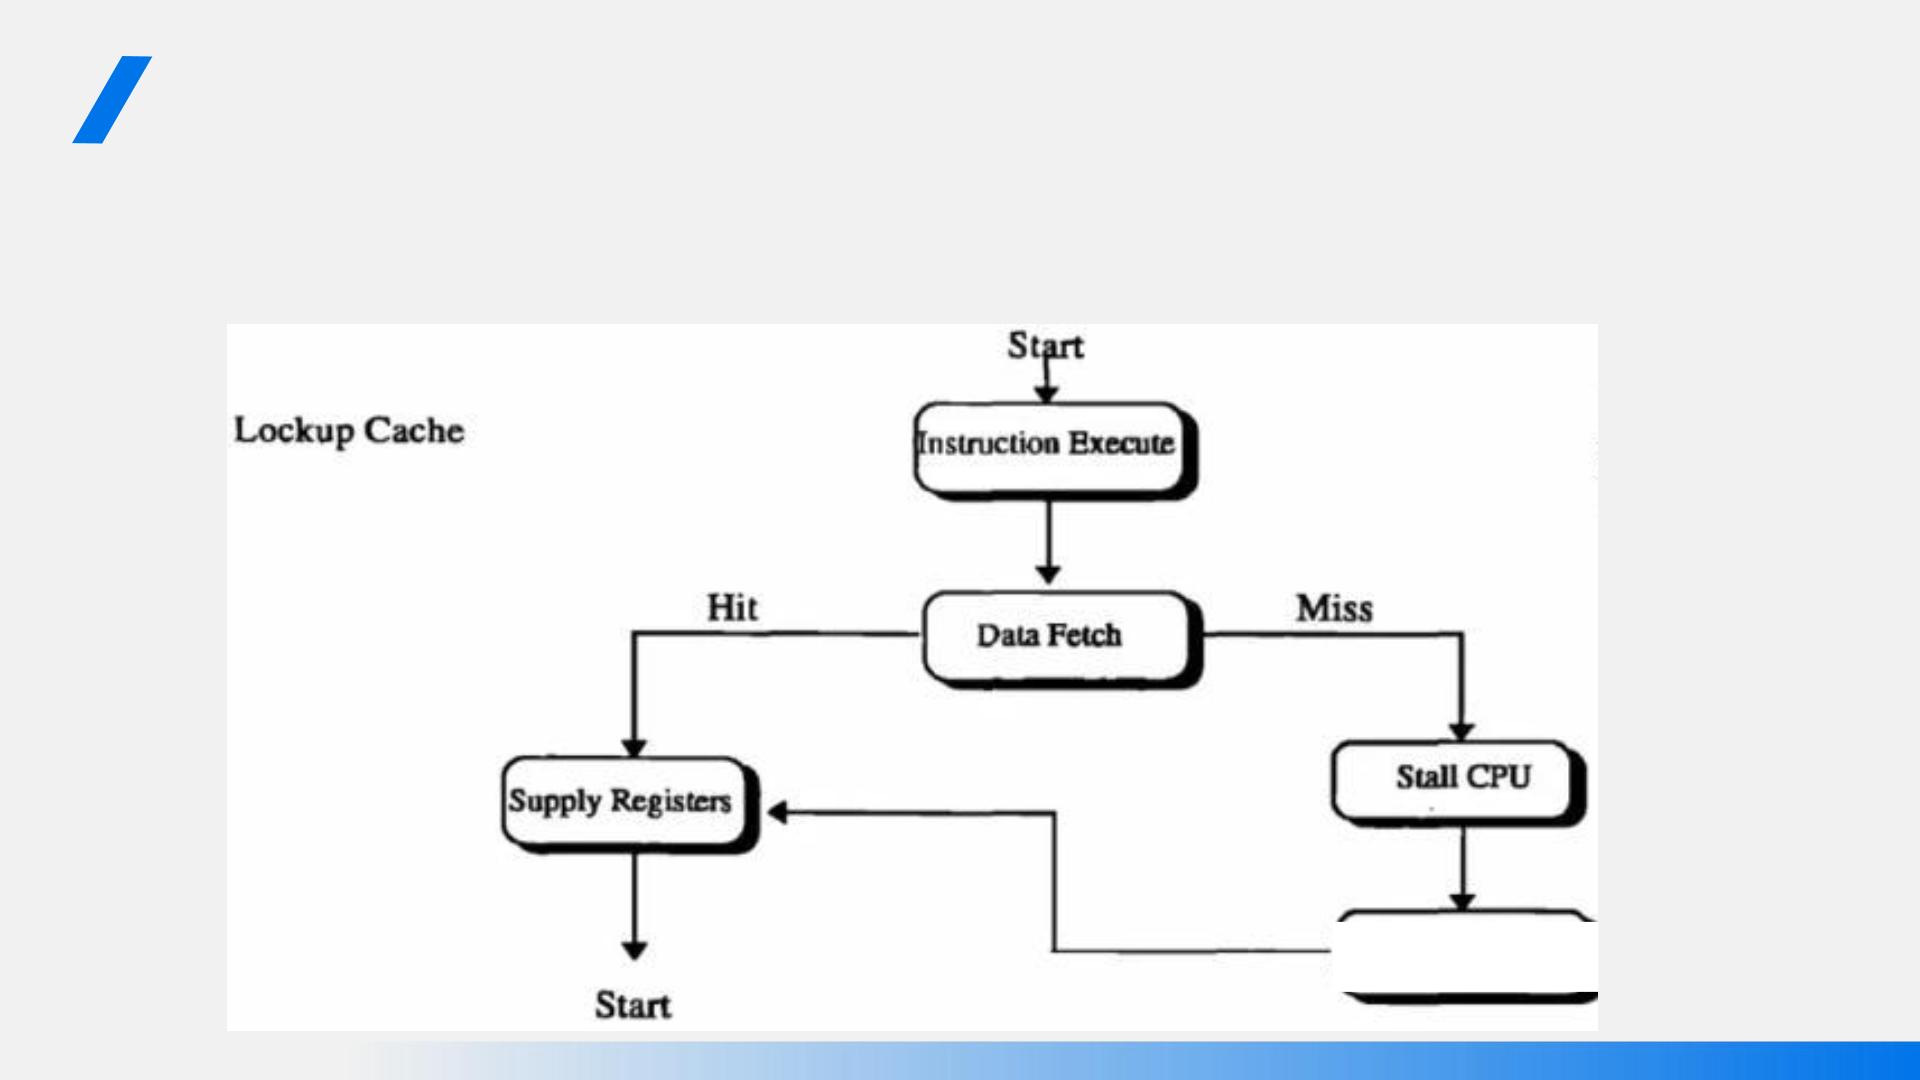 Start
Lockup Cache
Instruction Execute
Hit
Data Fetch
Miss
Supply Registers
Stall CPU
Start